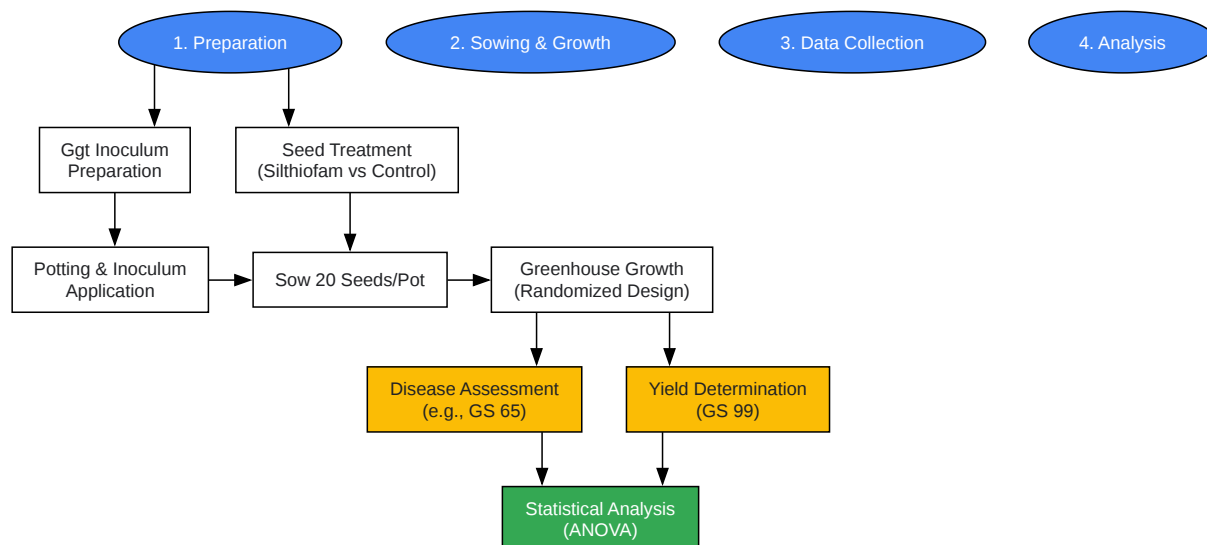 1. Preparation
2. Sowing & Growth
3. Data Collection
4. Analysis
Ggt Inoculum
Preparation
Seed Treatment
(Silthiofam vs Control)
Potting & Inoculum
Application
Sow 20 Seeds/Pot
Greenhouse Growth
(Randomized Design)
Disease Assessment
(e.g., GS 65)
Yield Determination
(GS 99)
Statistical Analysis
(ANOVA)